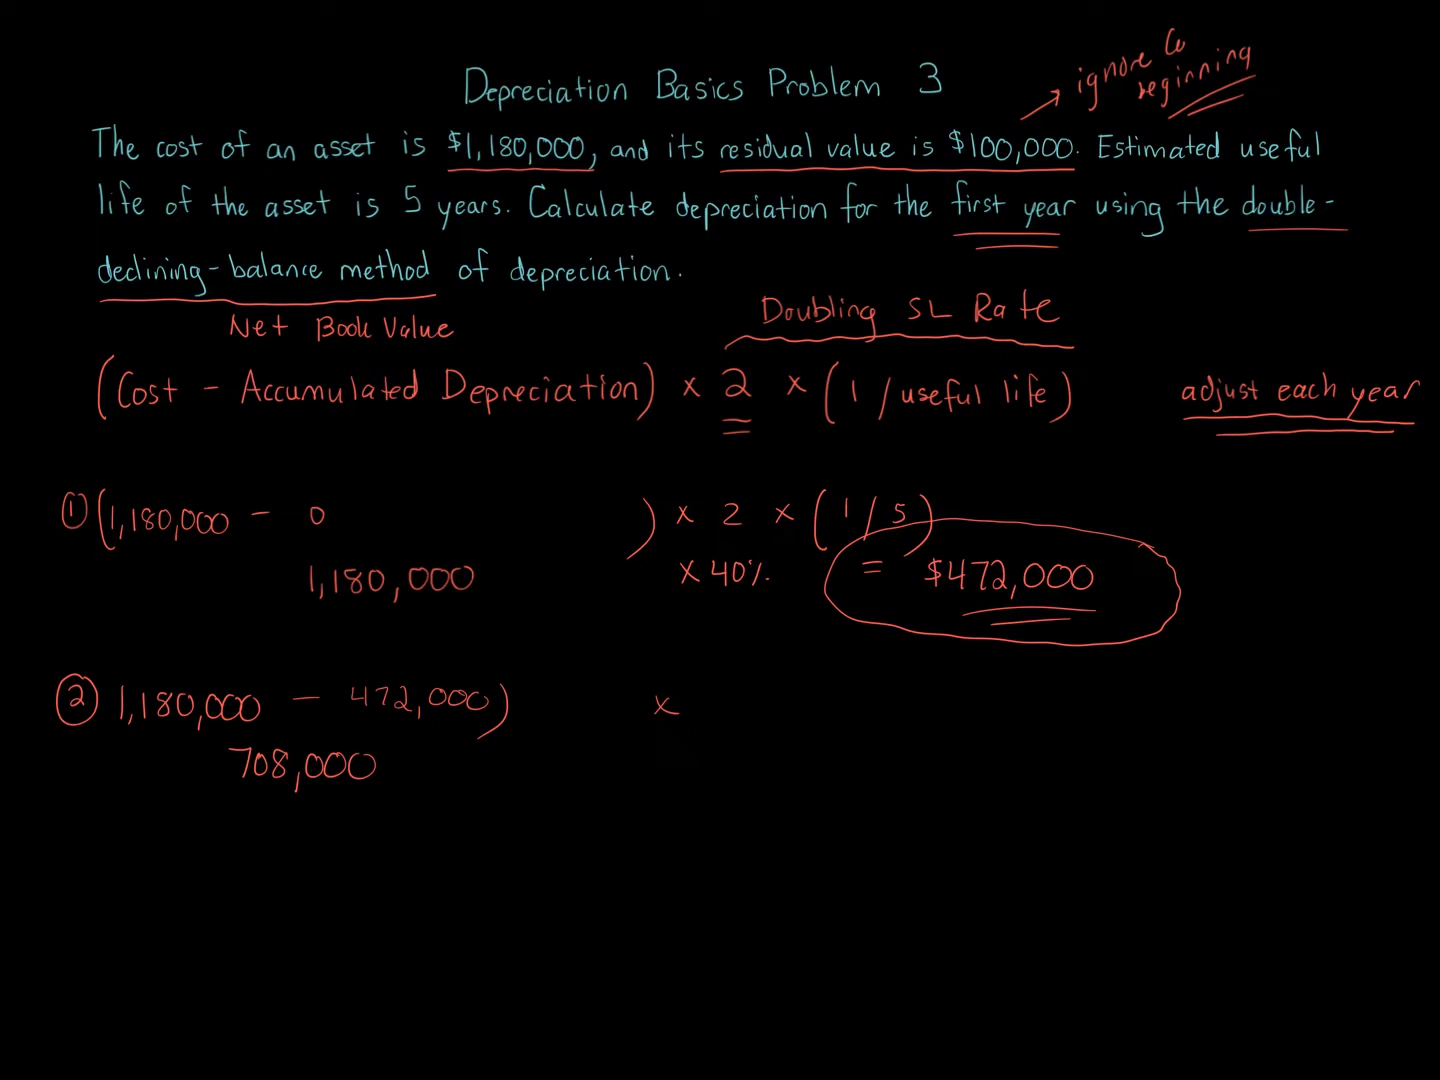 Depreciation Basics Problem 3
ignore @
beginning
The cost of an asset is $1,180,000, and its residual value is $100,000. Estimated useful
life of the asset is 5 years. Calculate depreciation for the first year using the double-
declining-balance method of depreciation.
Net Book Value
Doubling SL Rate
(Cost - Accumulated Depreciation) x 2 x (1 / useful life)
adjust each year
① (1,180,000 - 0 ) x 2 x (1 / 5)
1,180,000 x 40% = $472,000
② 1,180,000 - 472,000) x
708,000